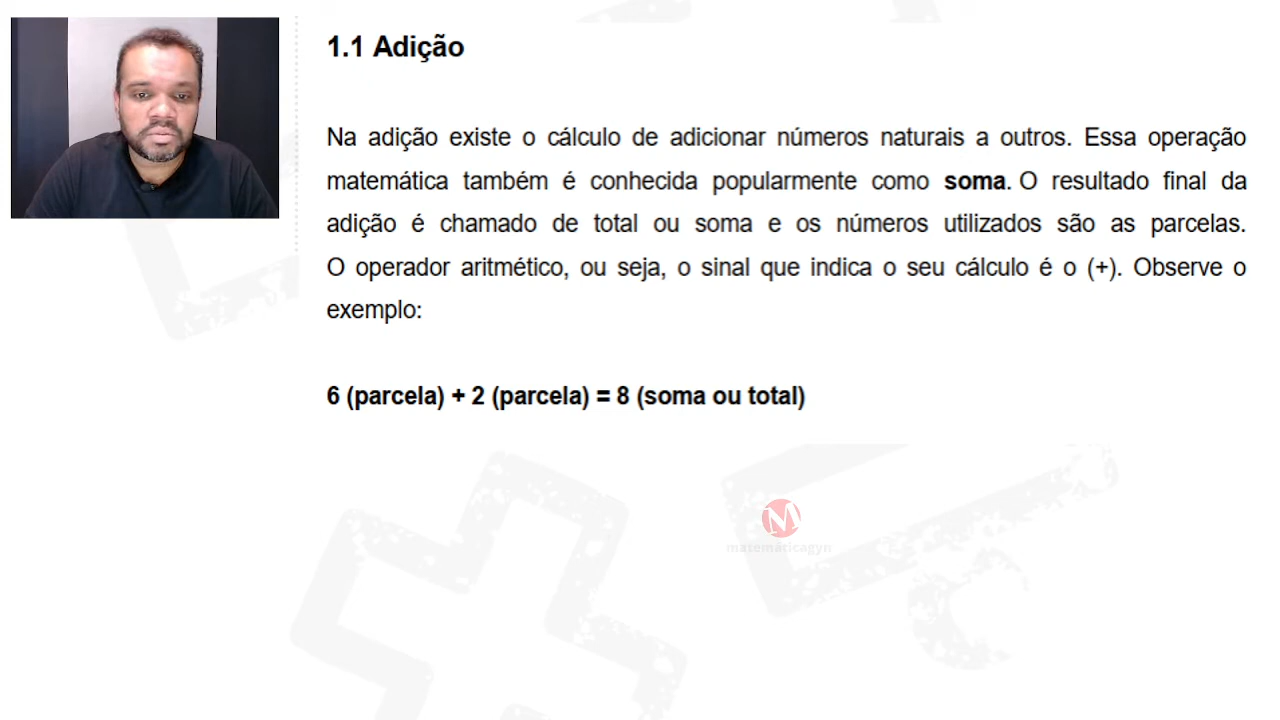 1.1 Adição
Na adição existe o cálculo de adicionar números naturais a outros. Essa operação
matemática também é conhecida popularmente como soma. O resultado final da
adição é chamado de total ou soma e os números utilizados são as parcelas.
O operador aritmético, ou seja, o sinal que indica o seu cálculo é o (+). Observe o
exemplo:
6 (parcela) + 2 (parcela) = 8 (soma ou total)
M
matemáticagyn